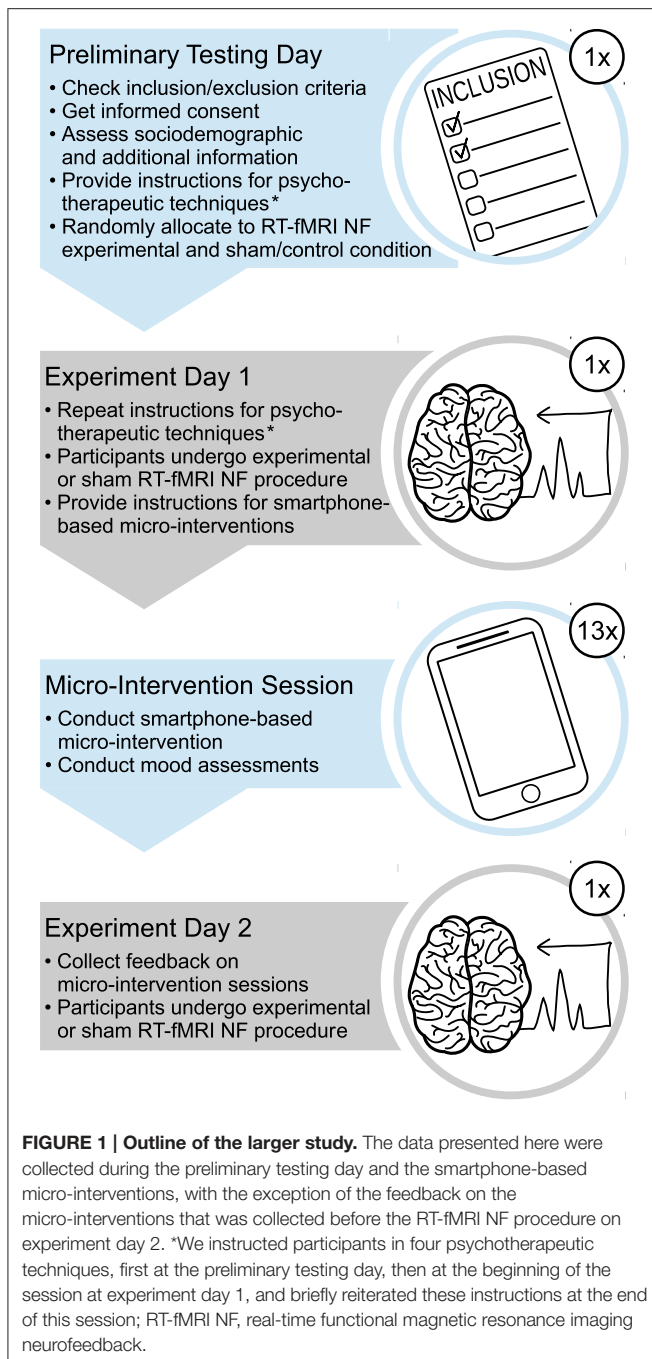 Preliminary Testing Day
• Check inclusion/exclusion criteria
• Get informed consent
• Assess sociodemographic
and additional information
• Provide instructions for psycho-
therapeutic techniques*
• Randomly allocate to RT-fMRI NF
experimental and sham/control condition
INCLUSION
1x
Experiment Day 1
• Repeat instructions for psycho-
therapeutic techniques*
• Participants undergo experimental
or sham RT-fMRI NF procedure
• Provide instructions for smartphone-
based micro-interventions
1x
Micro-Intervention Session
• Conduct smartphone-based
micro-intervention
• Conduct mood assessments
13x
Experiment Day 2
• Collect feedback on
micro-intervention sessions
• Participants undergo experimental
or sham RT-fMRI NF procedure
1x
FIGURE 1 | Outline of the larger study. The data presented here were
collected during the preliminary testing day and the smartphone-based
micro-interventions, with the exception of the feedback on the
micro-interventions that was collected before the RT-fMRI NF procedure on
experiment day 2. *We instructed participants in four psychotherapeutic
techniques, first at the preliminary testing day, then at the beginning of the
session at experiment day 1, and briefly reiterated these instructions at the end
of this session; RT-fMRI NF, real-time functional magnetic resonance imaging
neurofeedback.